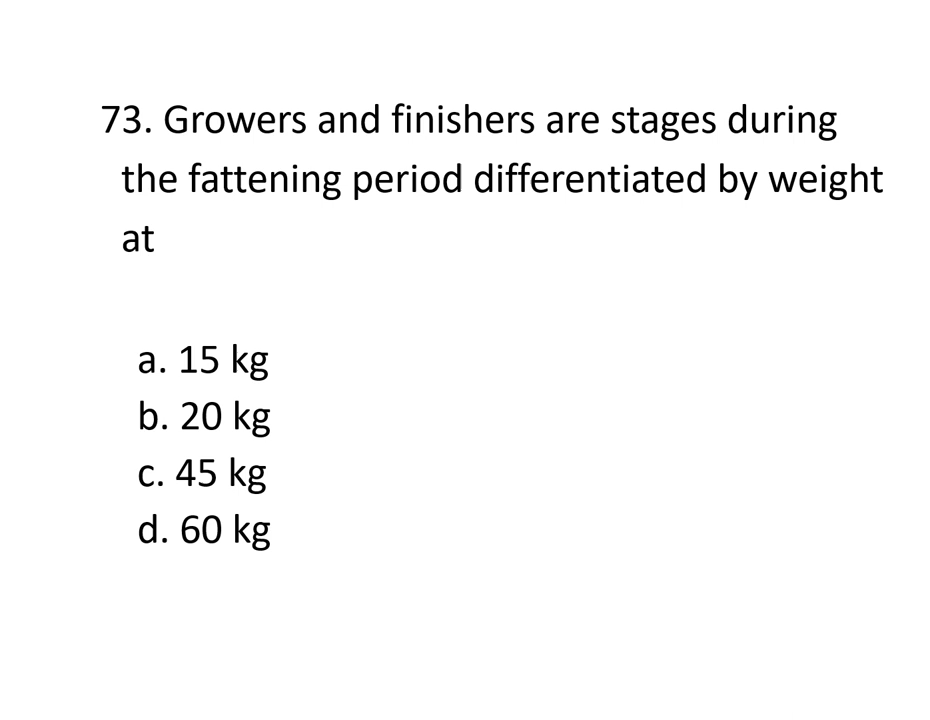 73. Growers and finishers are stages during
the fattening period differentiated by weight
at
a. 15 kg
b. 20 kg
c. 45 kg
d. 60 kg